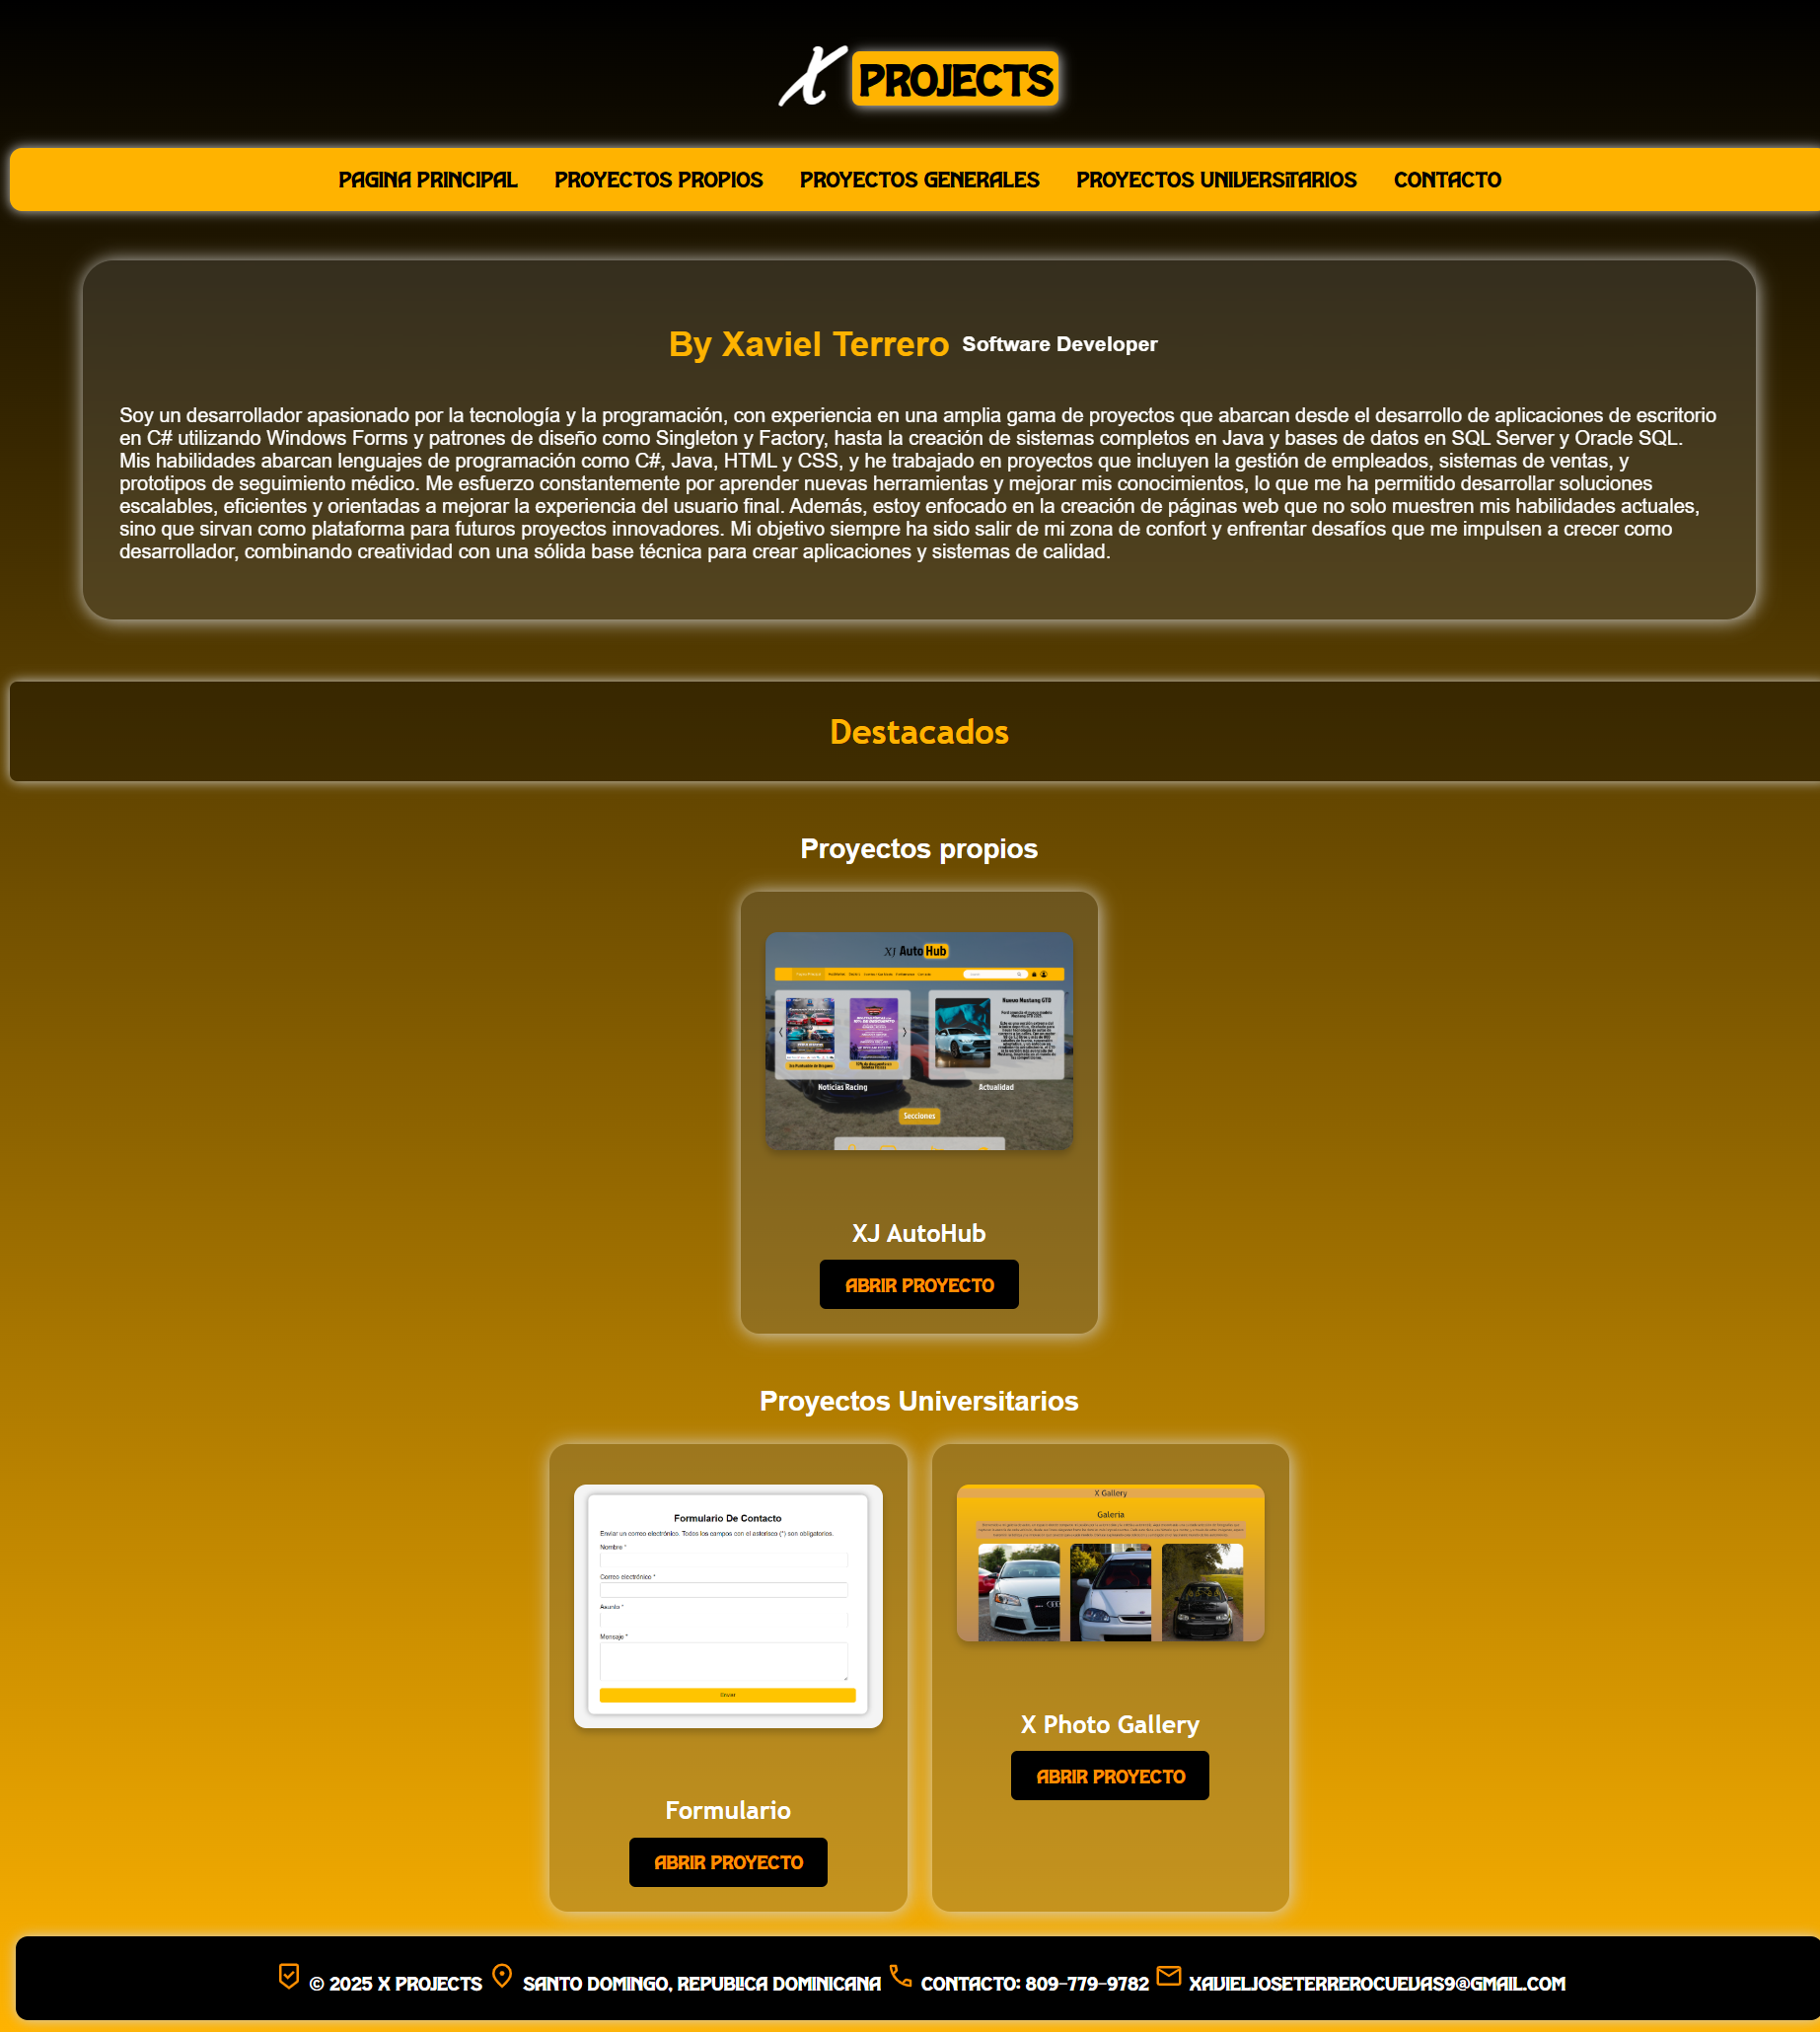 X PROJECTS
PAGINA PRINCIPAL PROYECTOS PROPIOS PROYECTOS GENERALES PROYECTOS UNIVERSITARIOS CONTACTO
By Xaviel Terrero Software Developer
Soy un desarrollador apasionado por la tecnología y la programación, con experiencia en una amplia gama de proyectos que abarcan desde el desarrollo de aplicaciones de escritorio
en C# utilizando Windows Forms y patrones de diseño como Singleton y Factory, hasta la creación de sistemas completos en Java y bases de datos en SQL Server y Oracle SQL.
Mis habilidades abarcan lenguajes de programación como C#, Java, HTML y CSS, y he trabajado en proyectos que incluyen la gestión de empleados, sistemas de ventas, y
prototipos de seguimiento médico. Me esfuerzo constantemente por aprender nuevas herramientas y mejorar mis conocimientos, lo que me ha permitido desarrollar soluciones
escalables, eficientes y orientadas a mejorar la experiencia del usuario final. Además, estoy enfocado en la creación de páginas web que no solo muestren mis habilidades actuales,
sino que sirvan como plataforma para futuros proyectos innovadores. Mi objetivo siempre ha sido salir de mi zona de confort y enfrentar desafíos que me impulsen a crecer como
desarrollador, combinando creatividad con una sólida base técnica para crear aplicaciones y sistemas de calidad.
Destacados
Proyectos propios
XJ Auto Hub
Nuevo Mustang GTD
Noticias Racing
Actualidad
Secciones
XJ AutoHub
ABRIR PROYECTO
Proyectos Universitarios
Formulario De Contacto
Enviar un correo electrónico. Todos los campos con el asterisco (*) son obligatorios.
Nombre *
Correo electrónico *
Asunto *
Mensaje *
Enviar
Formulario
ABRIR PROYECTO
X Gallery
Galeria
X Photo Gallery
ABRIR PROYECTO
© 2025 X PROJECTS SANTO DOMINGO, REPUBLICA DOMINICANA CONTACTO: 809-779-9782 XAVIELJOSETERREROCUEVAS9@GMAIL.COM